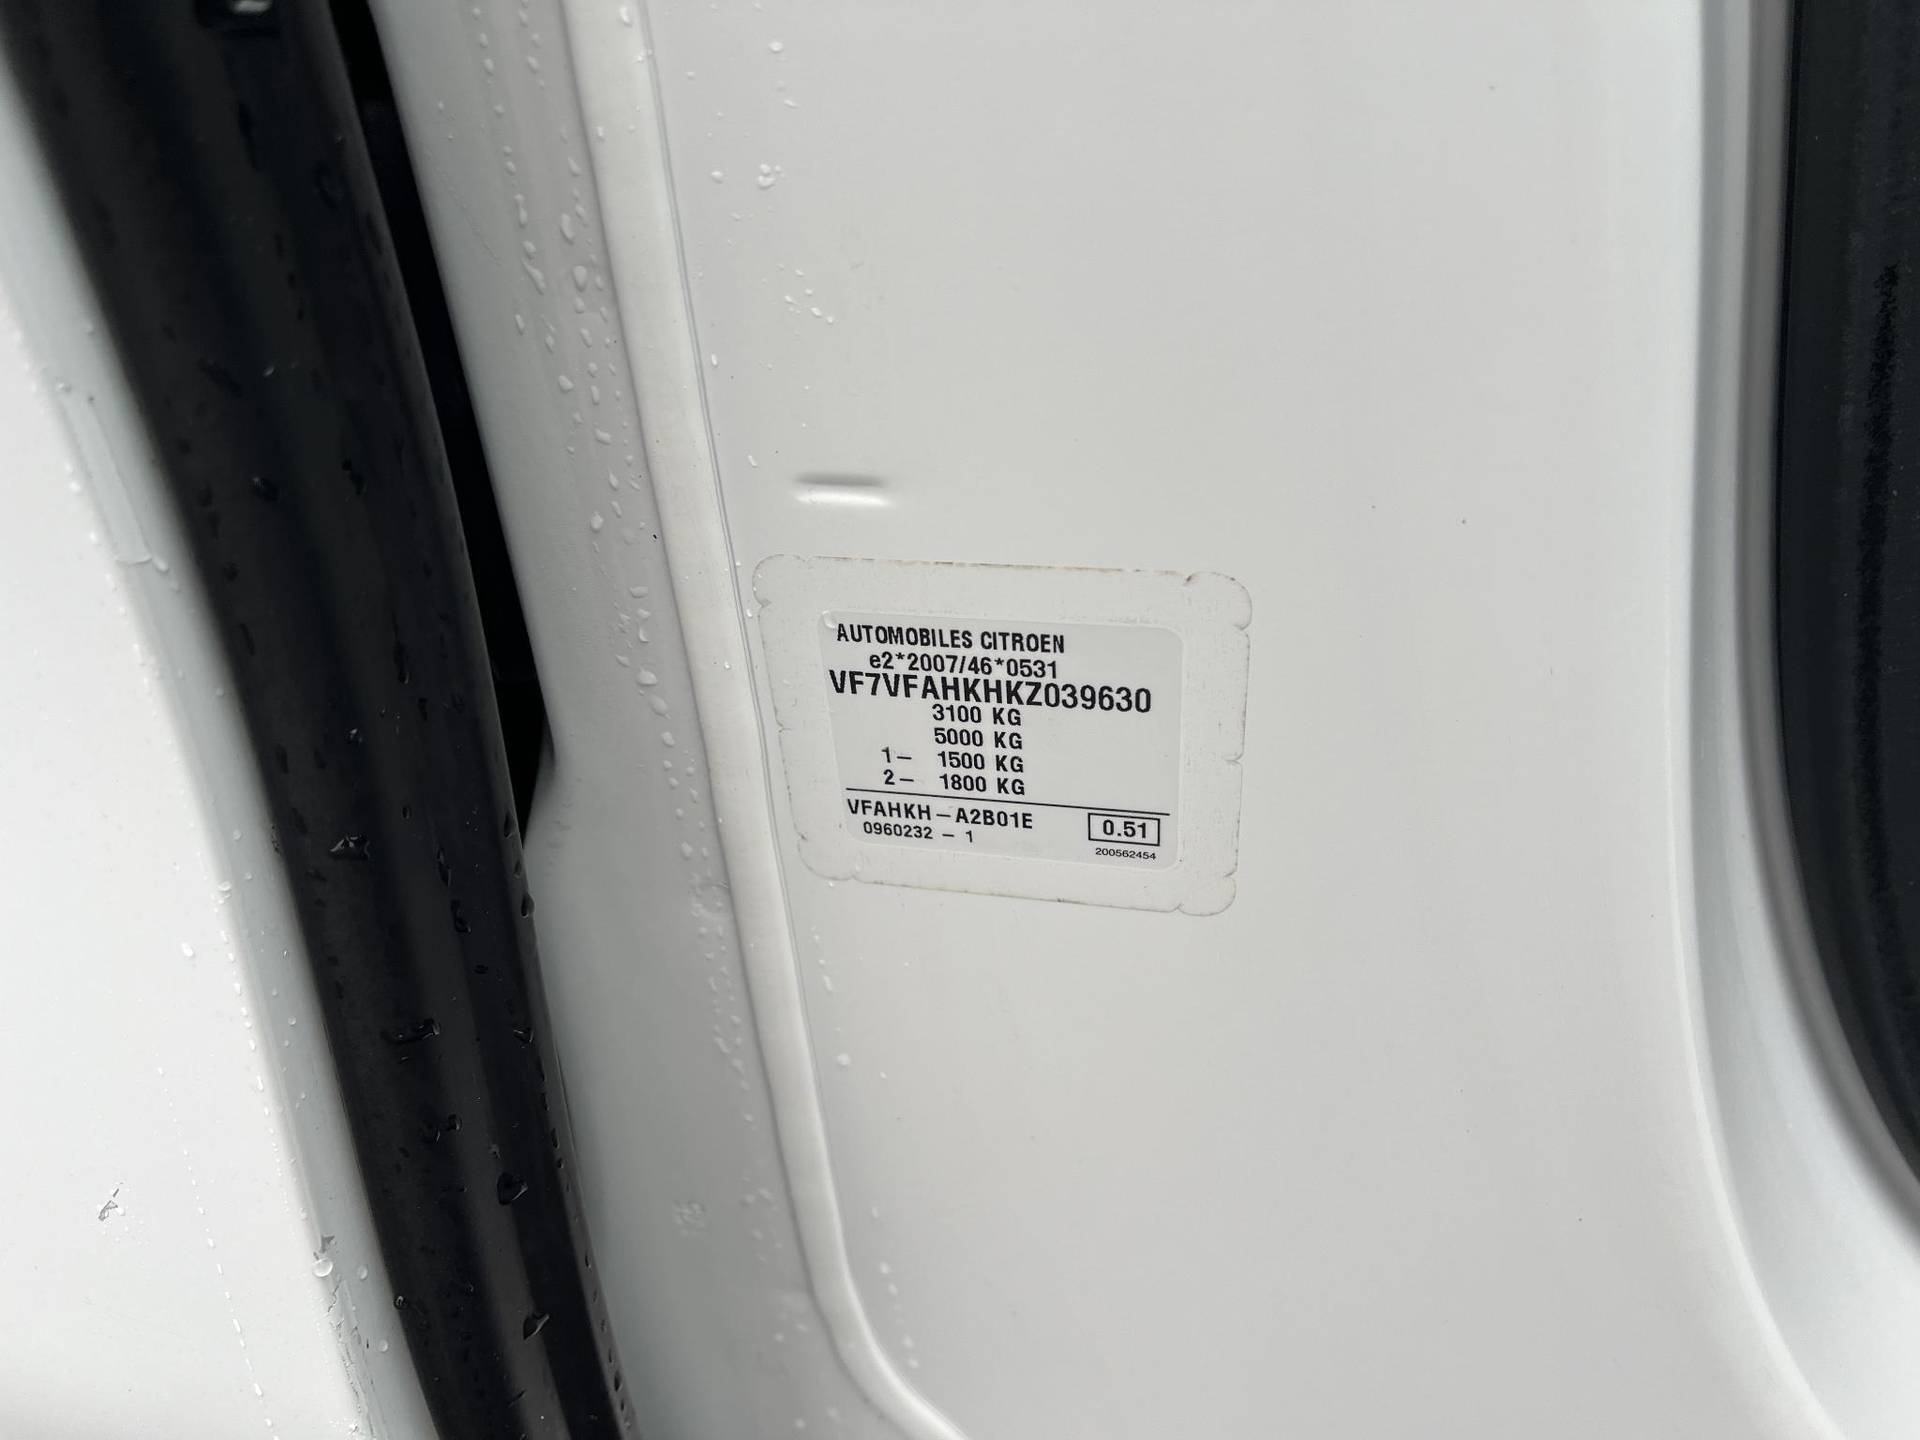 AUTOMOBILES CITROEN
e2*2007/46*0531
VF7VFAHKHKZ039630
3100 KG
5000 KG
1– 1500 KG
2– 1800 KG
VFAHKH–A2B01E
0960232 – 1
0.51
200562454